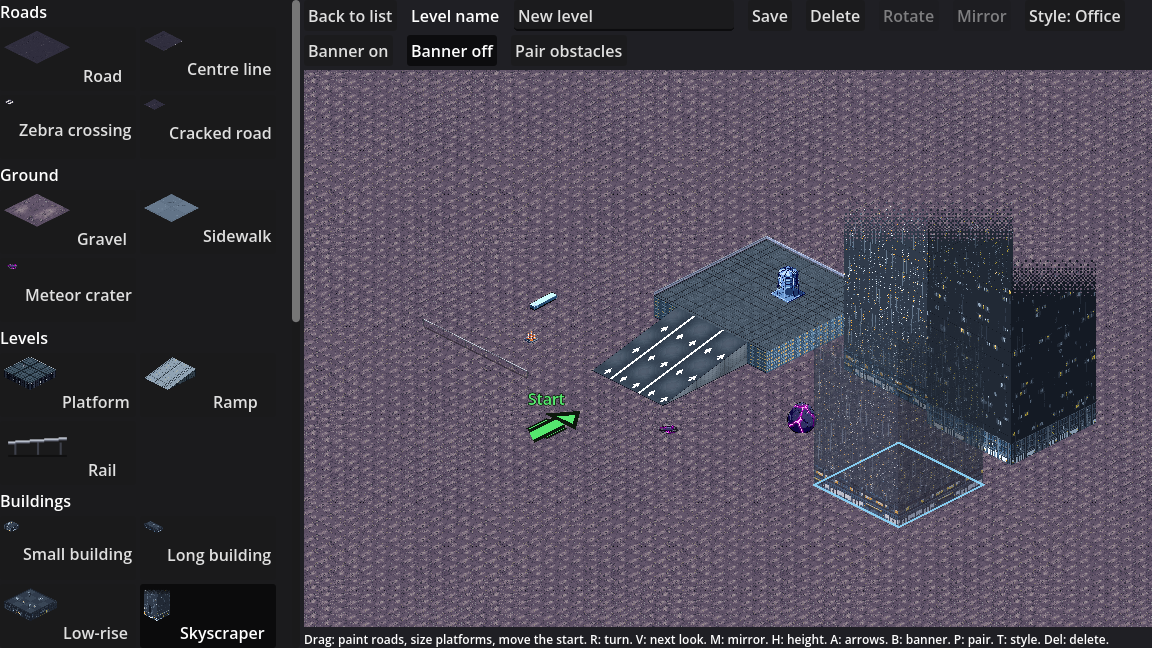 Roads
Road
Centre line
Zebra crossing
Cracked road
Ground
Gravel
Sidewalk
Meteor crater
Levels
Platform
Ramp
Rail
Buildings
Small building
Long building
Low-rise
Skyscraper
Back to list
Level name
New level
Save
Delete
Rotate
Mirror
Style: Office
Banner on
Banner off
Pair obstacles
Start
Drag: paint roads, size platforms, move the start. R: turn. V: next look. M: mirror. H: height. A: arrows. B: banner. P: pair. T: style. Del: delete.